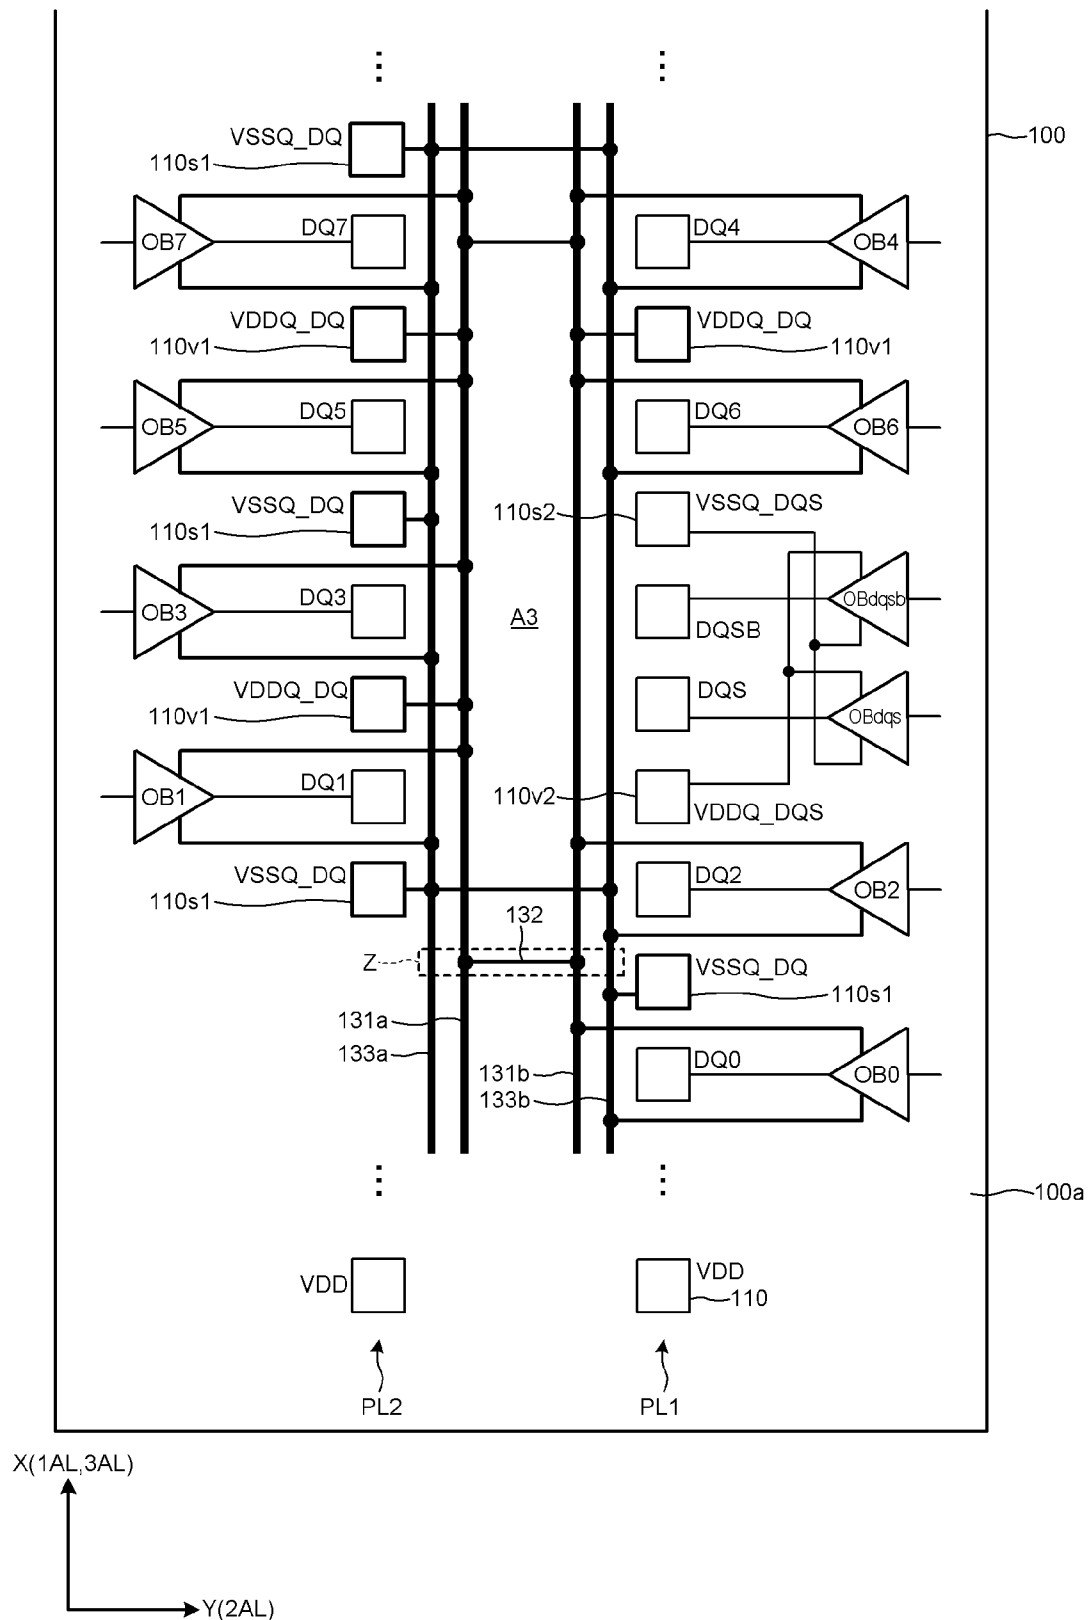 ⋮ ⋮
VSSQ_DQ
100
110s1
OB7 DQ7 DQ4 OB4
VDDQ_DQ VDDQ_DQ
110v1 110v1
OB5 DQ5 DQ6 OB6
VSSQ_DQ VSSQ_DQS
110s1 110s2
OB3 DQ3 A3 OBdqsb
DQSB
VDDQ_DQ DQS
110v1 OBdqs
OB1 DQ1 110v2
VDDQ_DQS
VSSQ_DQ DQ2 OB2
110s1
132
Z VSSQ_DQ
110s1
131a
133a
131b DQ0 OB0
133b
⋮ ⋮
100a
VDD VDD
110
PL2 PL1
X(1AL,3AL)
Y(2AL)